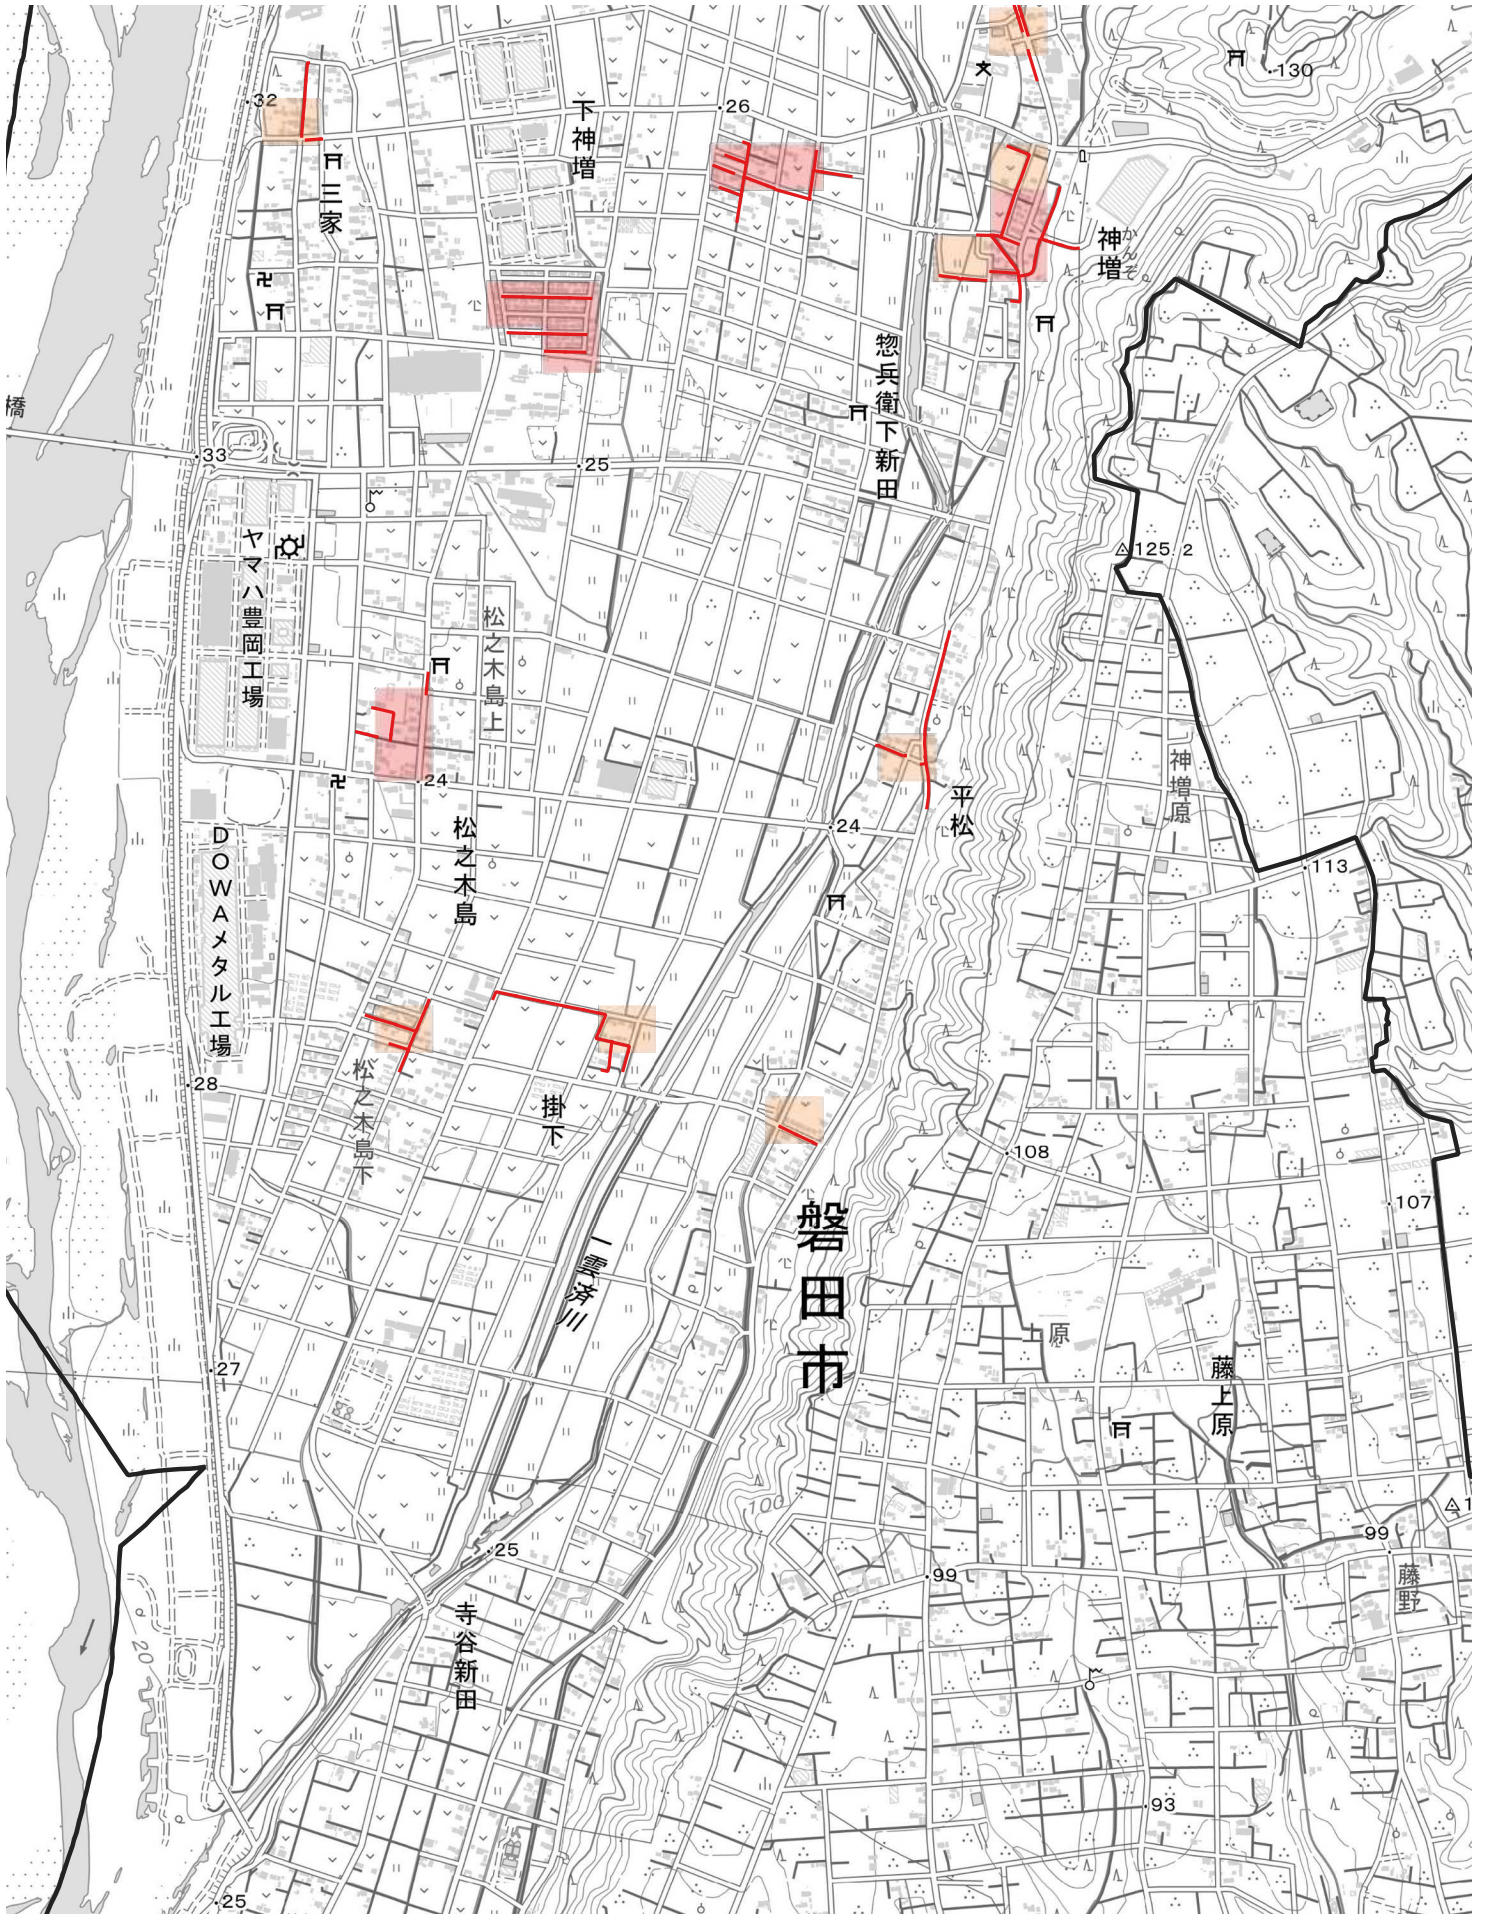 130
32
26
下神増
三家
神増
かんぞ
惣兵衛下新田
橋
33
25
125.2
ヤマハ豊岡工場
松之木島上
神増原
24
平松
24
松之木島
DOWAメタル工場
113
28
松之木島下
掛下
108
107
磐田市
一雲済川
上原
27
藤上原
100
1
25
99
99
藤野
寺谷新田
20
93
25